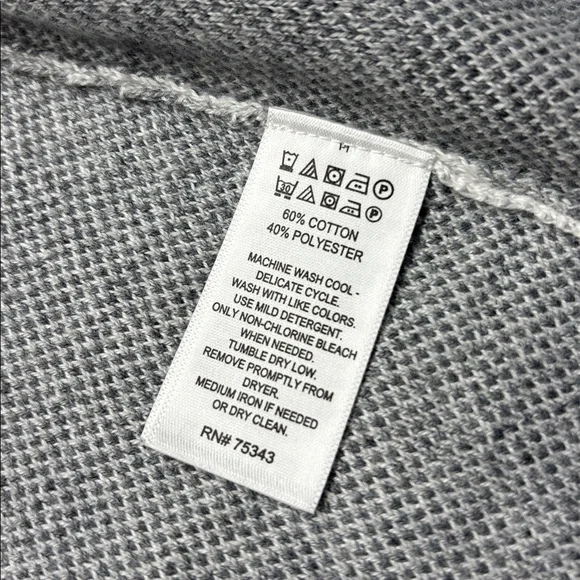 M
30
P
P
60% COTTON
40% POLYESTER
MACHINE WASH COOL -
DELICATE CYCLE.
WASH WITH LIKE COLORS.
USE MILD DETERGENT.
ONLY NON-CHLORINE BLEACH
WHEN NEEDED.
TUMBLE DRY LOW.
REMOVE PROMPTLY FROM
DRYER.
MEDIUM IRON IF NEEDED
OR DRY CLEAN.
RN# 75343